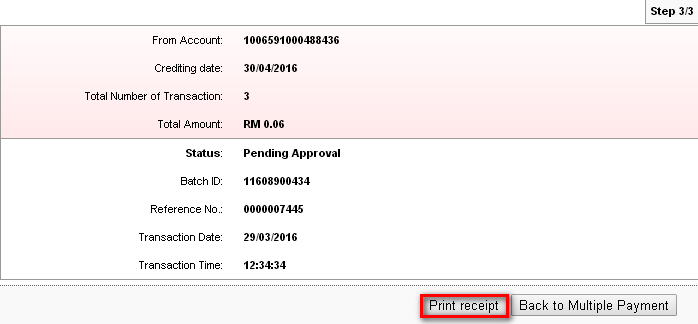 Step 3/3
From Account: 1006591000488436
Crediting date: 30/04/2016
Total Number of Transaction: 3
Total Amount: RM 0.06
Status: Pending Approval
Batch ID: 11608900434
Reference No.: 0000007445
Transaction Date: 29/03/2016
Transaction Time: 12:34:34
Print receipt Back to Multiple Payment